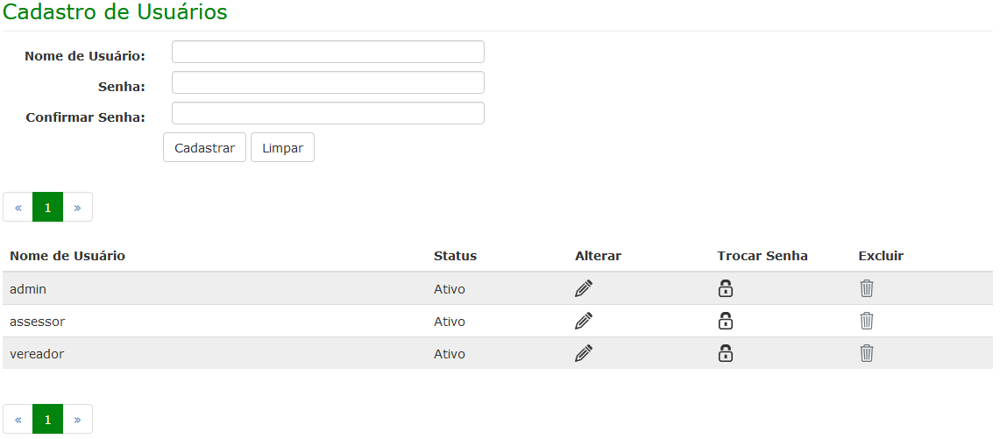 Cadastro de Usuários
Nome de Usuário:
Senha:
Confirmar Senha:
Cadastrar Limpar
« 1 »
Nome de Usuário Status Alterar Trocar Senha Excluir
admin Ativo
assessor Ativo
vereador Ativo
« 1 »